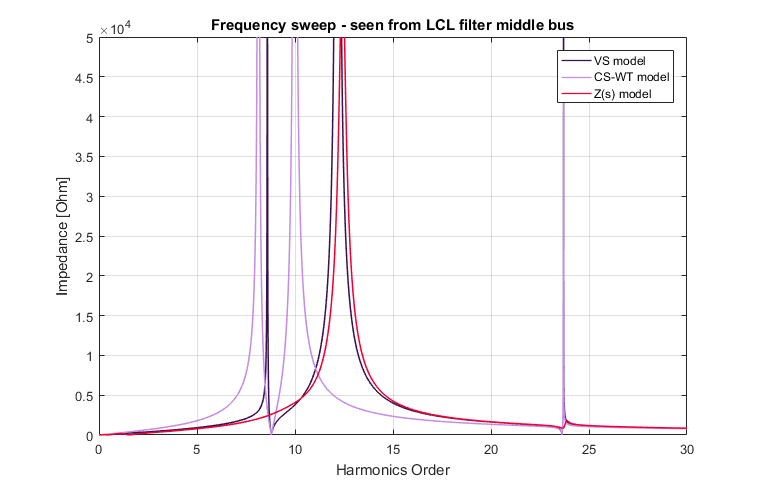 Frequency sweep - seen from LCL filter middle bus
×10⁴
5
4.5
4
3.5
3
2.5
2
1.5
1
0.5
0
Impedance [Ohm]
VS model
CS-WT model
Z(s) model
0 5 10 15 20 25 30
Harmonics Order